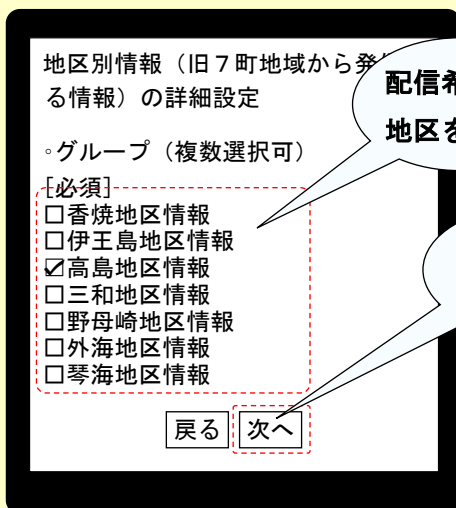 地区別情報（旧７町地域から発
る情報）の詳細設定
◦グループ（複数選択可）
[必須]
□香焼地区情報
□伊王島地区情報
☑高島地区情報
□三和地区情報
□野母崎地区情報
□外海地区情報
□琴海地区情報
戻る 次へ
配信希
地区を